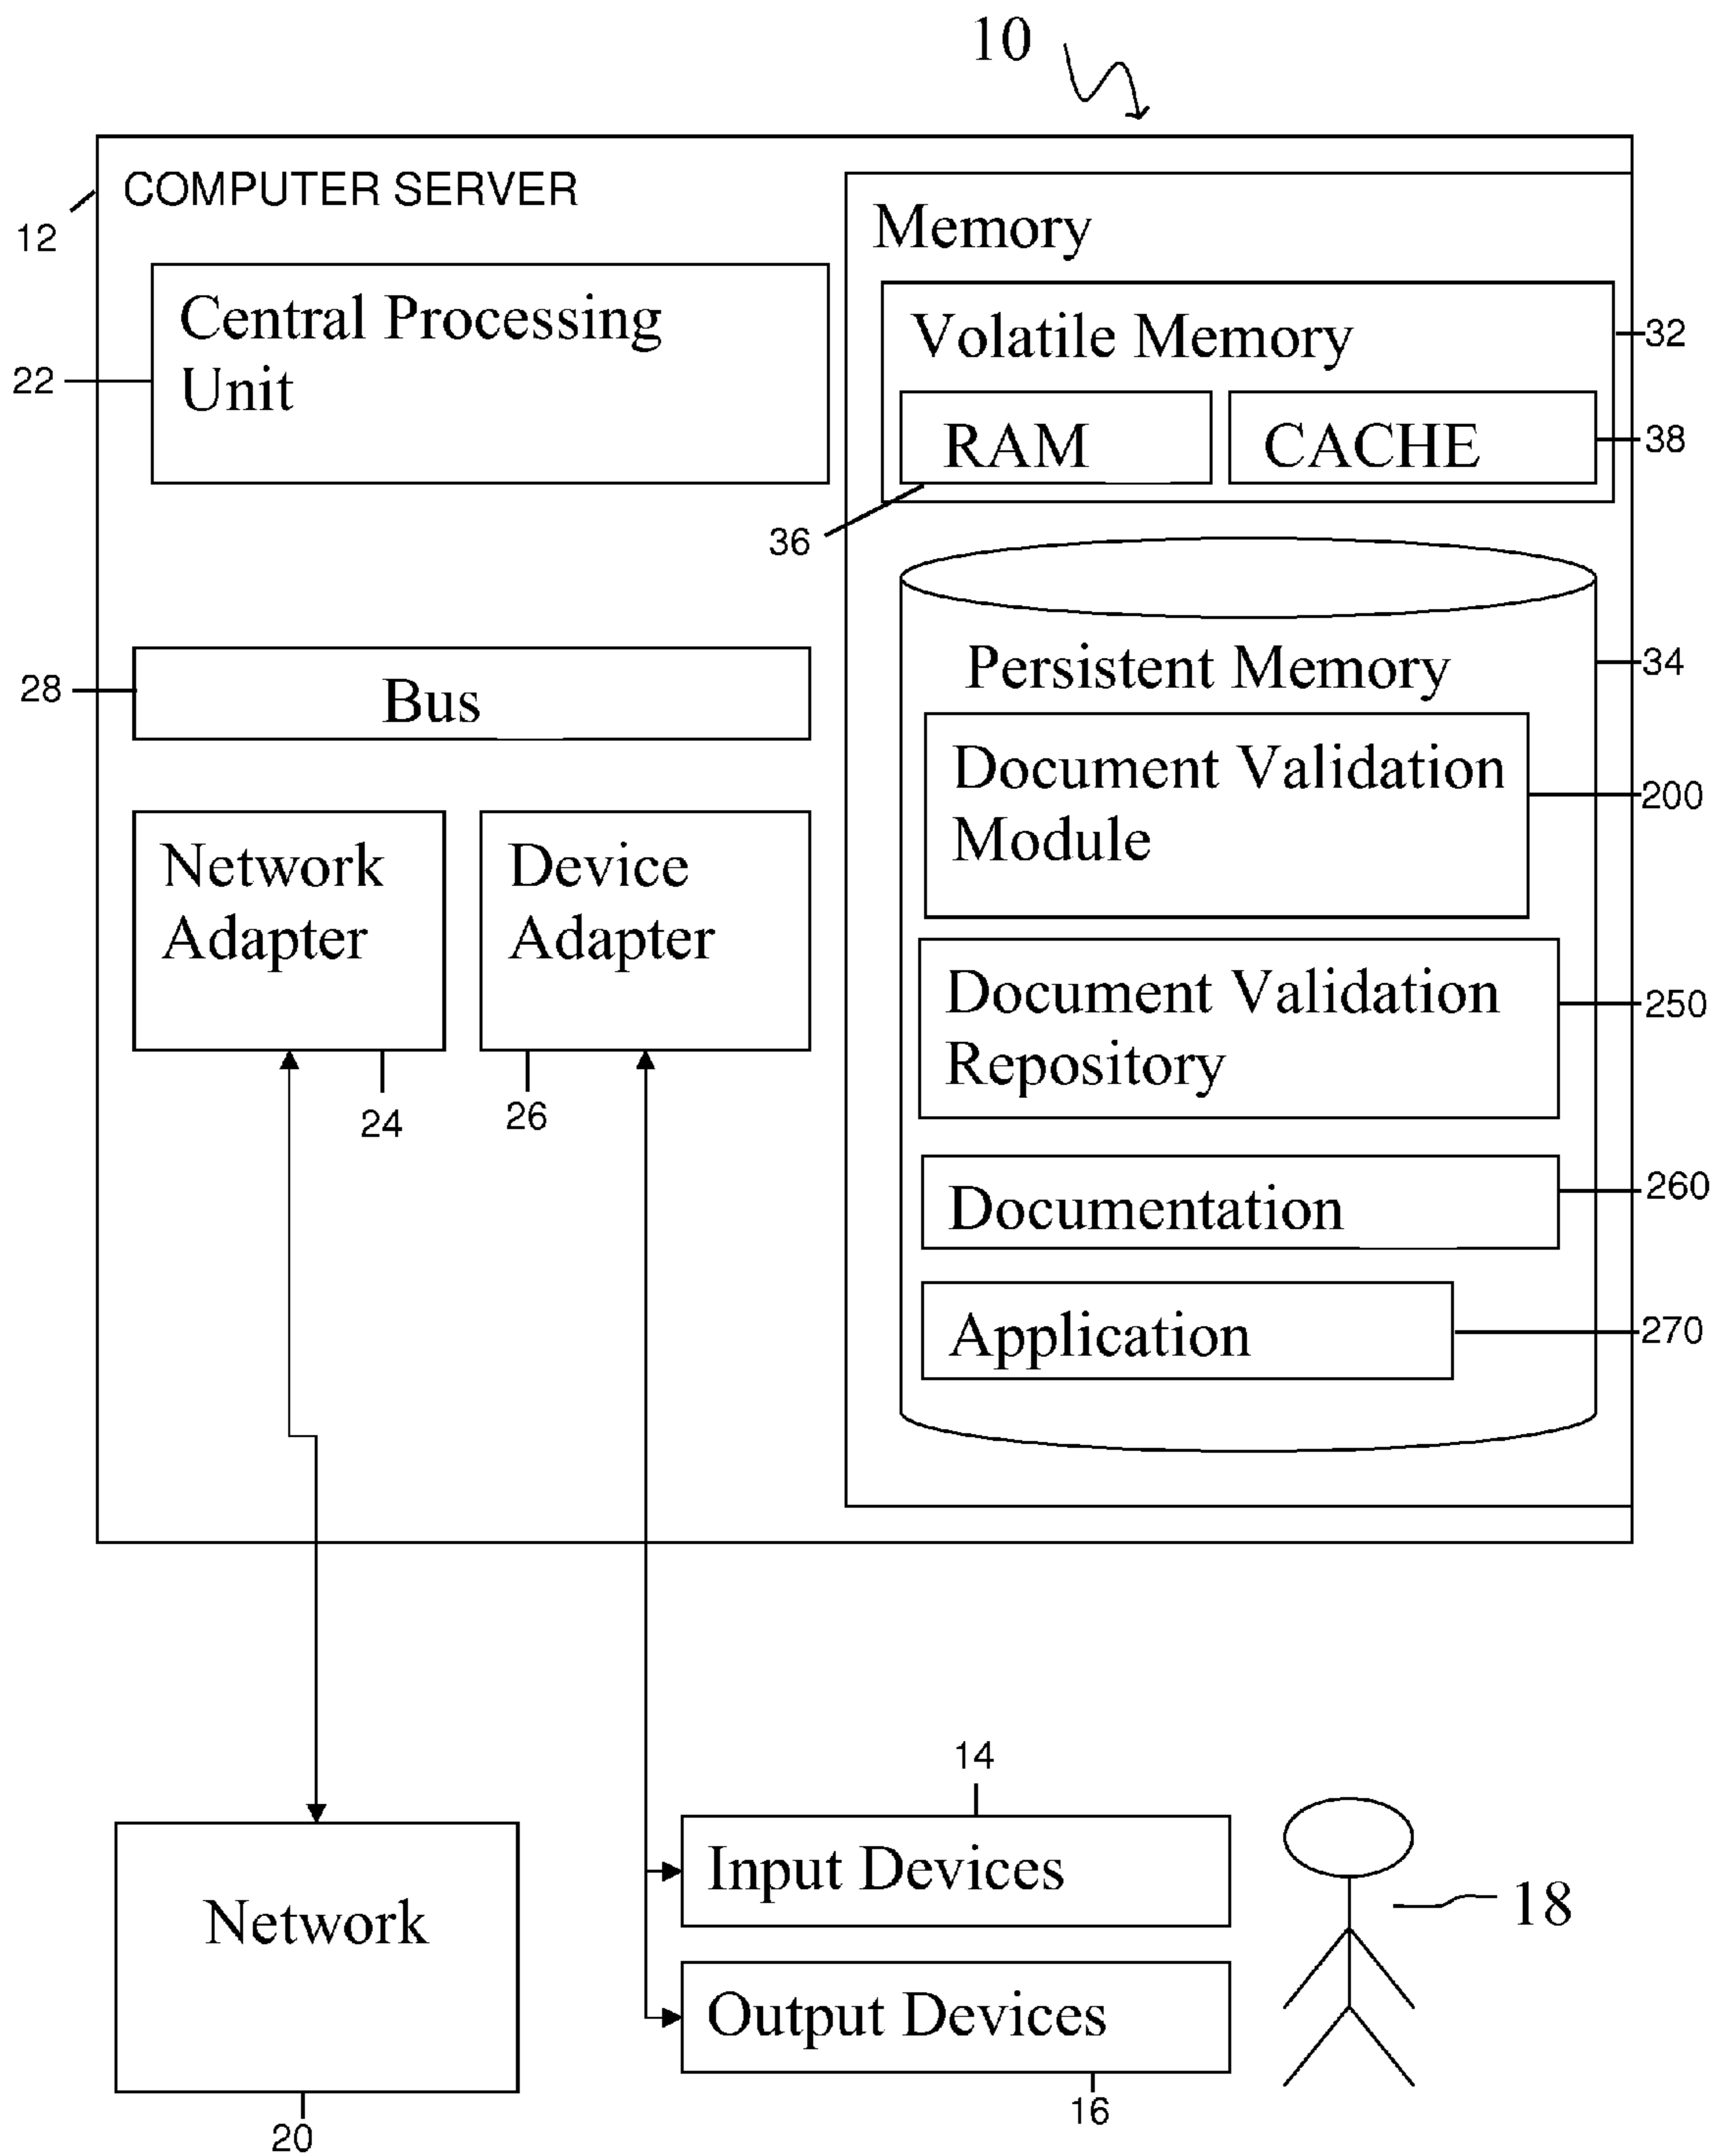 10
COMPUTER SERVER
12
Central Processing
Unit
22
Memory
Volatile Memory
32
RAM
CACHE
38
36
Bus
28
Persistent Memory
34
Document Validation
Module
200
Network
Adapter
24
Device
Adapter
26
Document Validation
Repository
250
Documentation
260
Application
270
14
Input Devices
18
Network
20
Output Devices
16